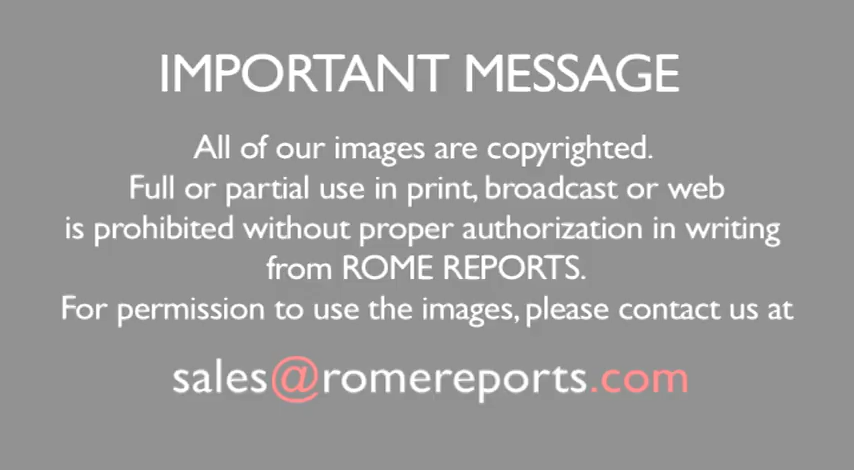 IMPORTANT MESSAGE
All of our images are copyrighted.
Full or partial use in print, broadcast or web
is prohibited without proper authorization in writing
from ROME REPORTS.
For permission to use the images, please contact us at
sales@romereports.com